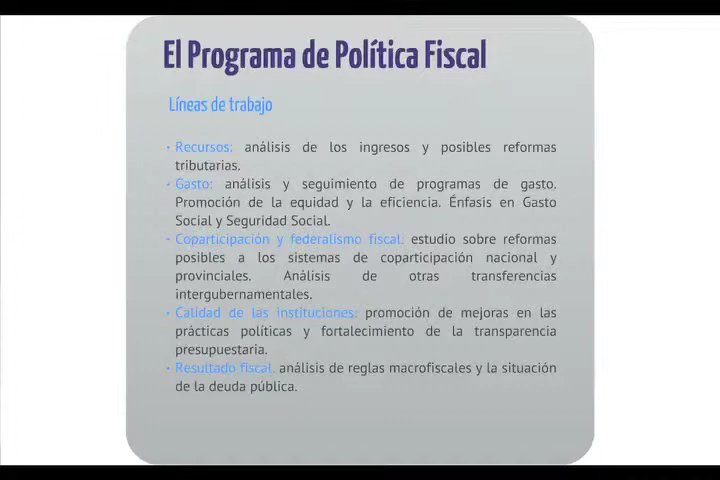 El Programa de Política Fiscal
Líneas de trabajo
· Recursos: análisis de los ingresos y posibles reformas
tributarias.
· Gasto: análisis y seguimiento de programas de gasto.
Promoción de la equidad y la eficiencia. Énfasis en Gasto
Social y Seguridad Social.
· Coparticipación y federalismo fiscal. estudio sobre reformas
posibles a los sistemas de coparticipación nacional y
provinciales. Análisis de otras transferencias
intergubernamentales.
· Calidad de las instituciones: promoción de mejoras en las
prácticas políticas y fortalecimiento de la transparencia
presupuestaria.
· Resultado fiscal. análisis de reglas macrofiscales y la situación
de la deuda pública.